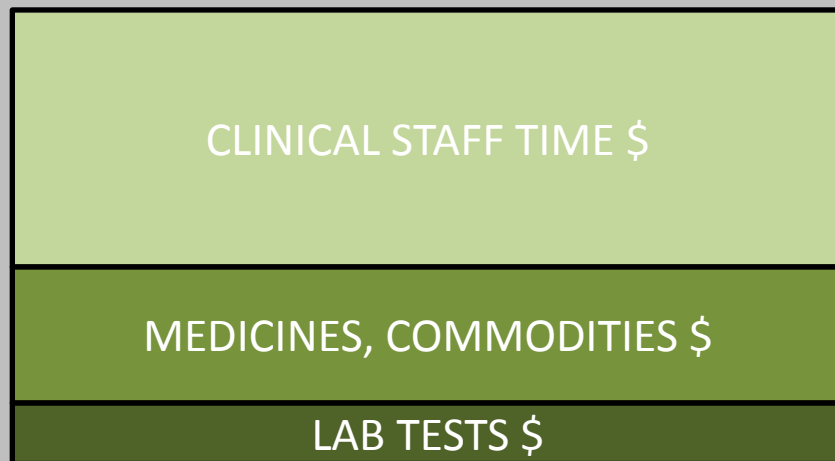 CLINICAL STAFF TIME $
MEDICINES, COMMODITIES $
LAB TESTS $